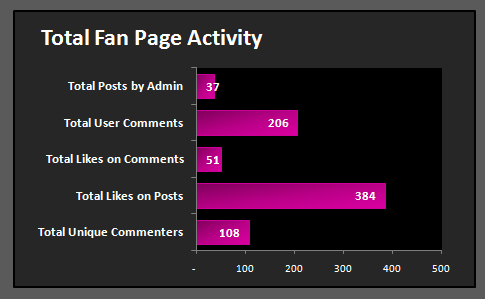 Total Fan Page Activity
Total Posts by Admin 37
Total User Comments 206
Total Likes on Comments 51
Total Likes on Posts 384
Total Unique Commenters 108
- 100 200 300 400 500